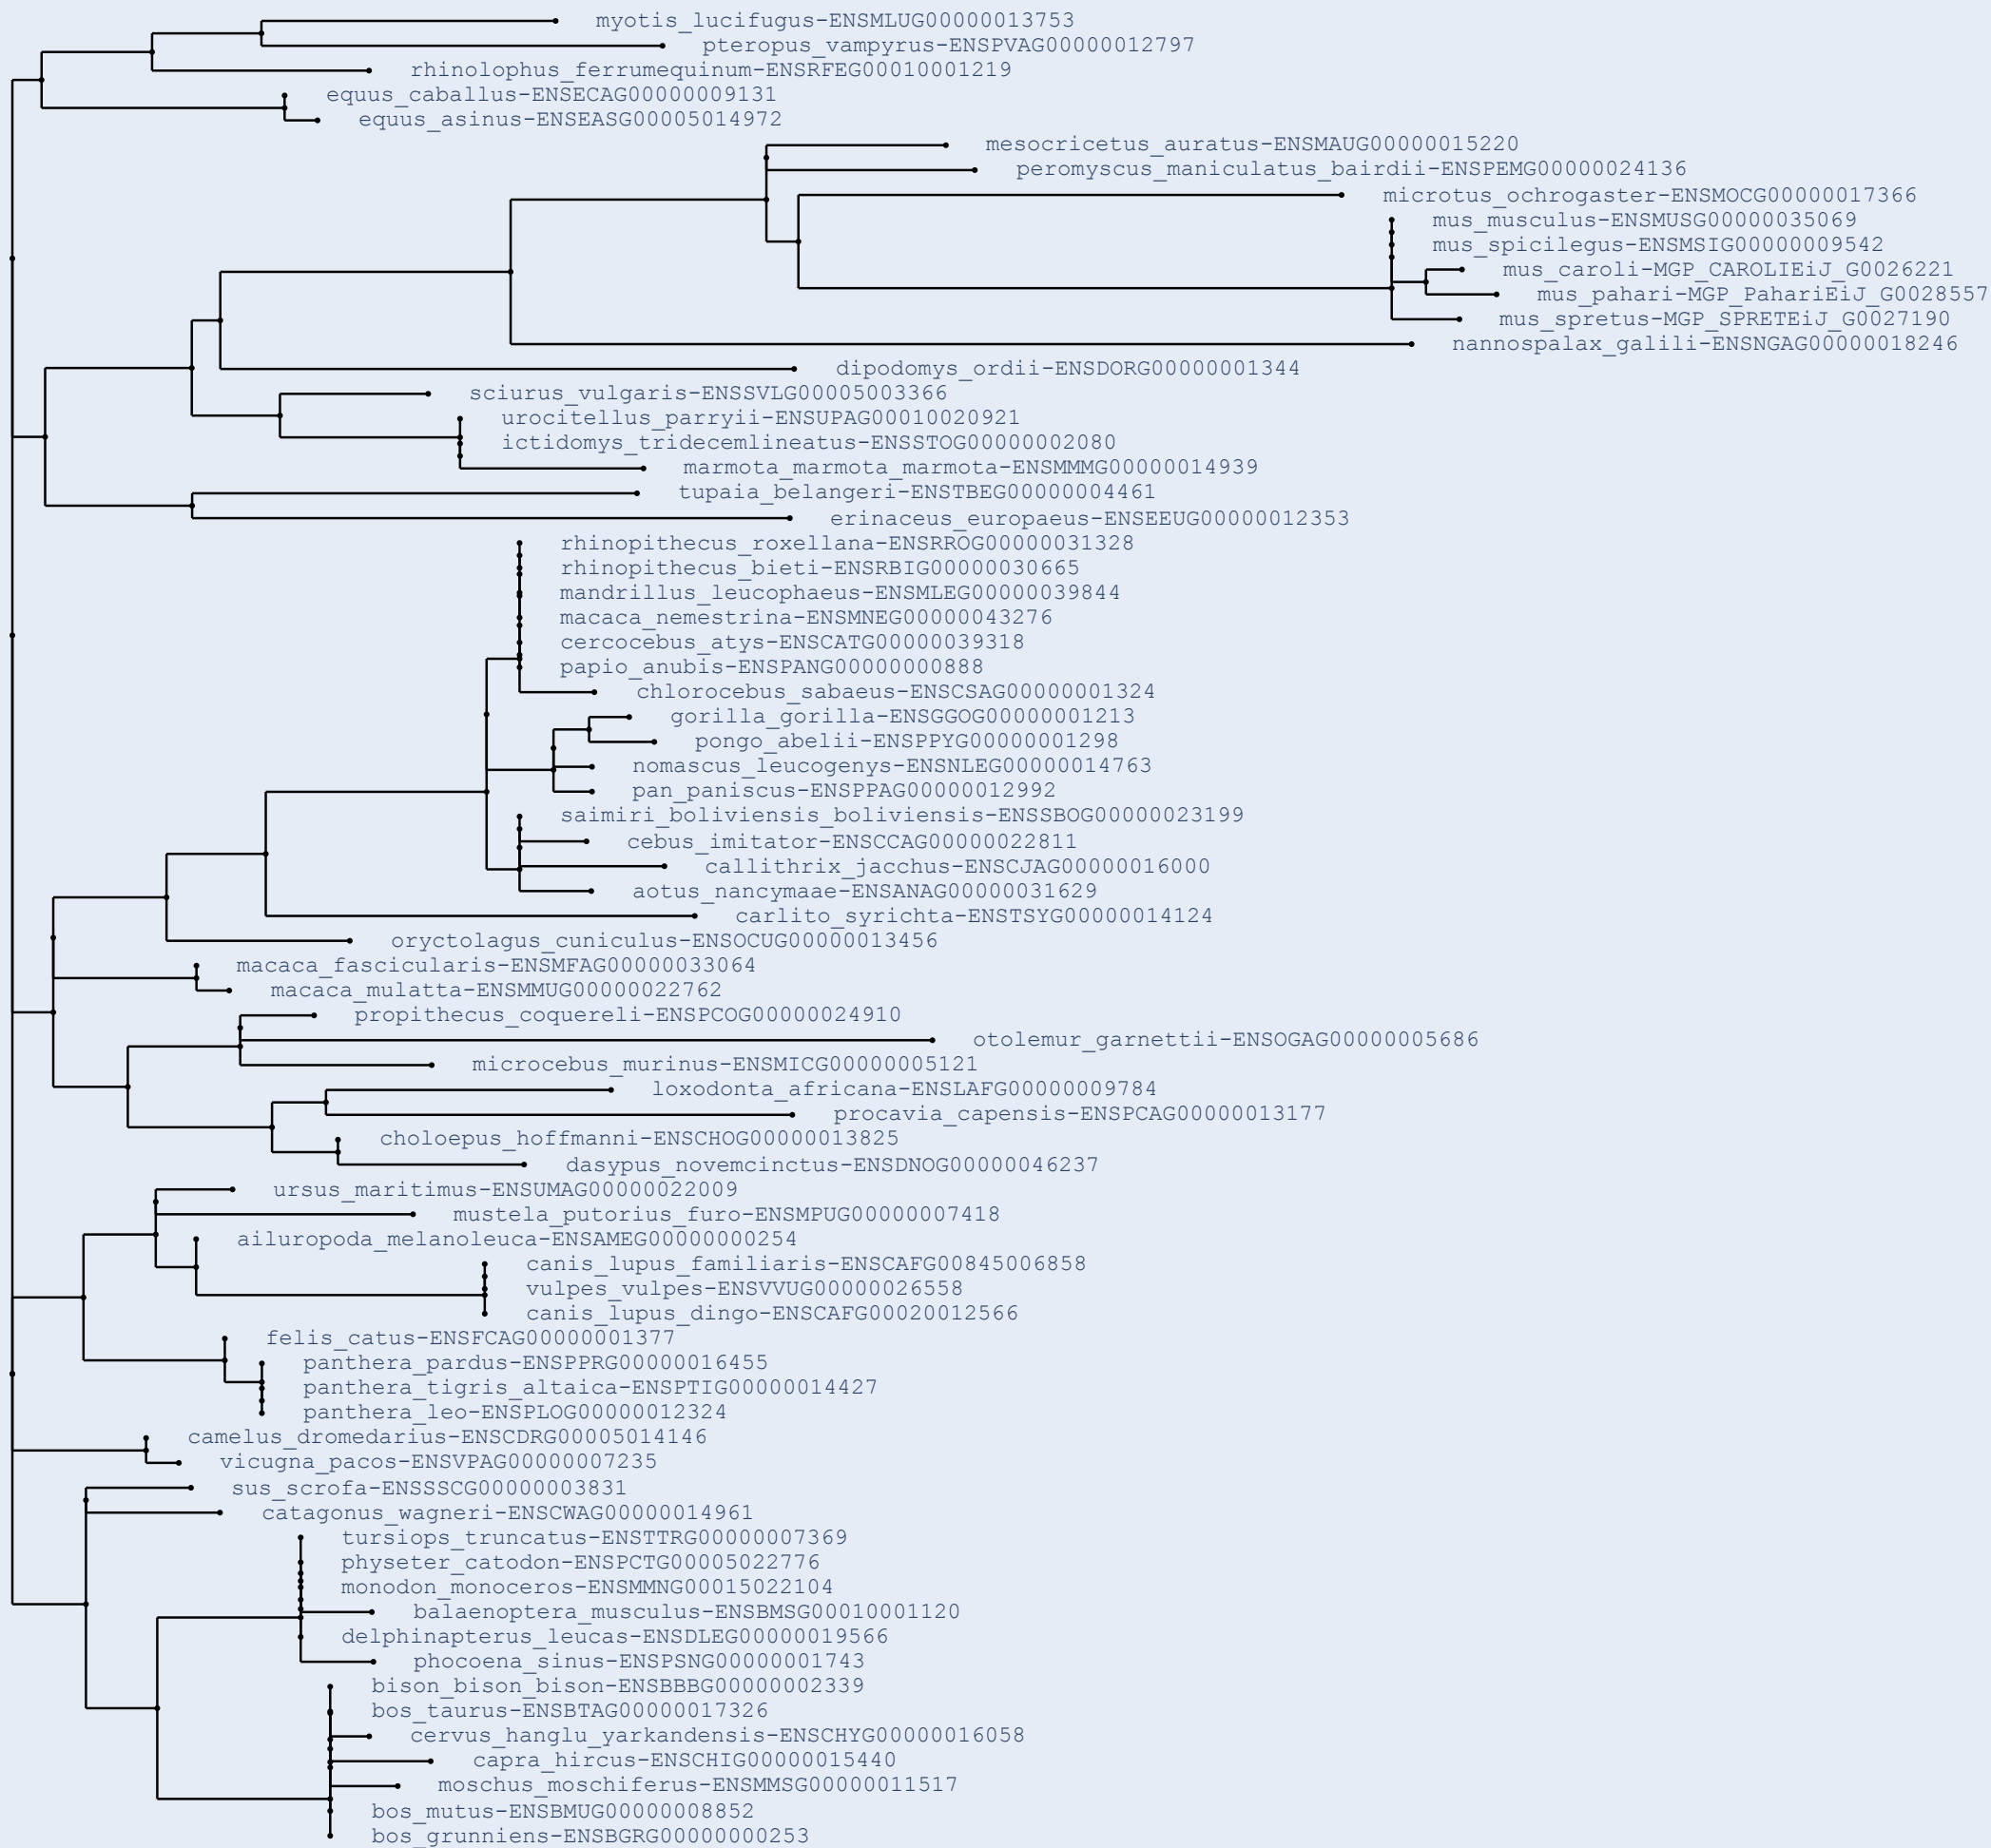 myotis_lucifugus-ENSMLUG00000013753
pteropus_vampyrus-ENSPVAG00000012797
rhinolophus_ferrumequinum-ENSRFEG00010001219
equus_caballus-ENSECAG00000009131
equus_asinus-ENSEASG00005014972
mesocricetus_auratus-ENSMAUG00000015220
peromyscus_maniculatus_bairdii-ENSPEMG00000024136
microtus_ochrogaster-ENSMOCG00000017366
mus_musculus-ENSMUSG00000035069
mus_spicilegus-ENSMSIG00000009542
mus_caroli-MGP_CAROLIEiJ_G0026221
mus_pahari-MGP_PahariEiJ_G0028557
mus_spretus-MGP_SPRETEiJ_G0027190
nannospalax_galili-ENSNGAG00000018246
dipodomys_ordii-ENSDORG00000001344
sciurus_vulgaris-ENSSVLG00005003366
urocitellus_parryii-ENSUPAG00010020921
ictidomys_tridecemlineatus-ENSSTOG00000002080
marmota_marmota_marmota-ENSMMMG00000014939
tupaia_belangeri-ENSTBEG00000004461
erinaceus_europaeus-ENSEEUG00000012353
rhinopithecus_roxellana-ENSRROG00000031328
rhinopithecus_bieti-ENSRBIG00000030665
mandrillus_leucophaeus-ENSMLEG00000039844
macaca_nemestrina-ENSMNEG00000043276
cercocebus_atys-ENSCATG00000039318
papio_anubis-ENSPANG00000000888
chlorocebus_sabaeus-ENSCSAG00000001324
gorilla_gorilla-ENSGGOG00000001213
pongo_abelii-ENSPPYG00000001298
nomascus_leucogenys-ENSNLEG00000014763
pan_paniscus-ENSPPAG00000012992
saimiri_boliviensis_boliviensis-ENSSBOG00000023199
cebus_imitator-ENSCCAG00000022811
callithrix_jacchus-ENSCJAG00000016000
aotus_nancymaae-ENSANAG00000031629
carlito_syrichta-ENSTSYG00000014124
oryctolagus_cuniculus-ENSOCUG00000013456
macaca_fascicularis-ENSMFAG00000033064
macaca_mulatta-ENSMMUG00000022762
propithecus_coquereli-ENSPCOG00000024910
otolemur_garnettii-ENSOGAG00000005686
microcebus_murinus-ENSMICG00000005121
loxodonta_africana-ENSLAFG00000009784
procavia_capensis-ENSPCAG00000013177
choloepus_hoffmanni-ENSCHOG00000013825
dasypus_novemcinctus-ENSDNOG00000046237
ursus_maritimus-ENSUMAG00000022009
mustela_putorius_furo-ENSMPUG00000007418
ailuropoda_melanoleuca-ENSAMEG00000000254
canis_lupus_familiaris-ENSCAFG00845006858
vulpes_vulpes-ENSVVUG00000026558
canis_lupus_dingo-ENSCAFG00020012566
felis_catus-ENSFCAG00000001377
panthera_pardus-ENSPPRG00000016455
panthera_tigris_altaica-ENSPTIG00000014427
panthera_leo-ENSPLOG00000012324
camelus_dromedarius-ENSCDRG00005014146
vicugna_pacos-ENSVPAG00000007235
sus_scrofa-ENSSSCG00000003831
catagonus_wagneri-ENSCWAG00000014961
tursiops_truncatus-ENSTTRG00000007369
physeter_catodon-ENSPCTG00005022776
monodon_monoceros-ENSMMNG00015022104
balaenoptera_musculus-ENSBMSG00010001120
delphinapterus_leucas-ENSDLEG00000019566
phocoena_sinus-ENSPSNG00000001743
bison_bison_bison-ENSBBBG00000002339
bos_taurus-ENSBTAG00000017326
cervus_hanglu_yarkandensis-ENSCHYG00000016058
capra_hircus-ENSCHIG00000015440
moschus_moschiferus-ENSMMSG00000011517
bos_mutus-ENSBMUG00000008852
bos_grunniens-ENSBGRG00000000253